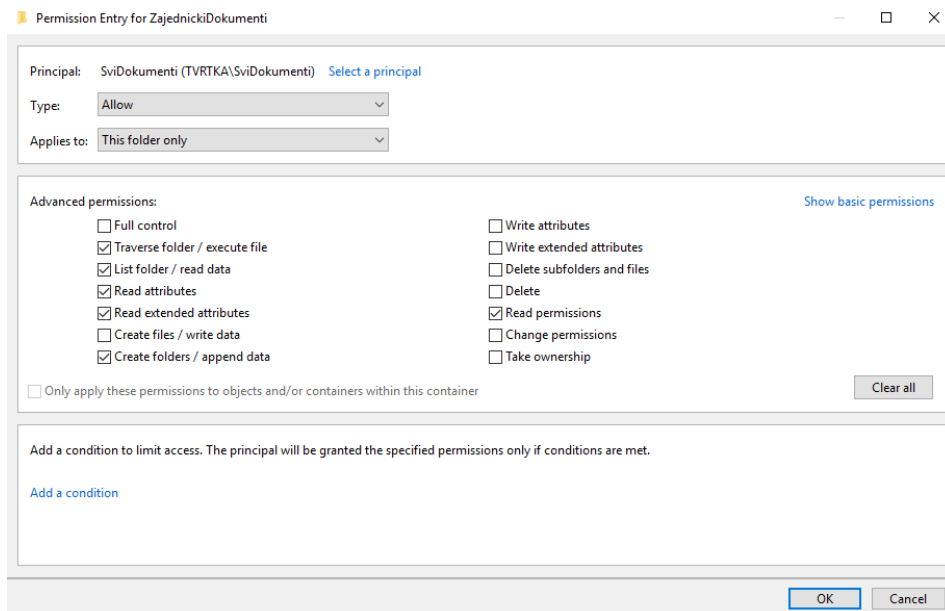 Permission Entry for ZajednickiDokumenti
Principal: SviDokumenti (TVRTKA\SviDokumenti) Select a principal
Type: Allow
Applies to: This folder only
Advanced permissions: Show basic permissions
Full control Write attributes
Traverse folder / execute file Write extended attributes
List folder / read data Delete subfolders and files
Read attributes Delete
Read extended attributes Read permissions
Create files / write data Change permissions
Create folders / append data Take ownership
Only apply these permissions to objects and/or containers within this container Clear all
Add a condition to limit access. The principal will be granted the specified permissions only if conditions are met.
Add a condition
OK Cancel